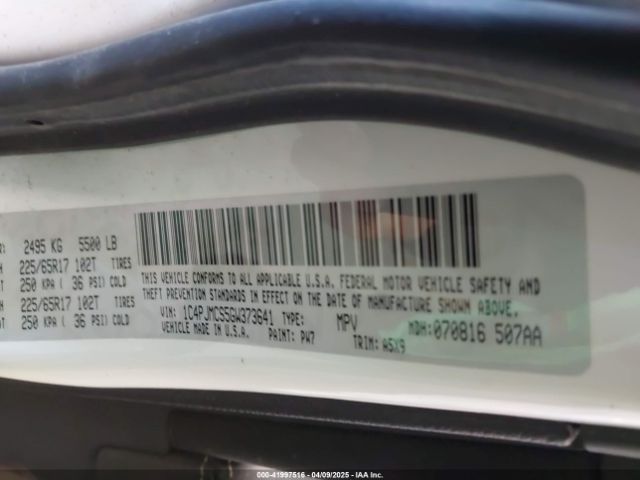 R: 2495 KG 5500 LB
H 225/65R17 102T TIRES
AT 250 KPA ( 36 PSI) COLD
H 225/65R17 102T TIRES
AT 250 KPA ( 36 PSI) COLD
THIS VEHICLE CONFORMS TO ALL APPLICABLE U.S.A. FEDERAL MOTOR VEHICLE SAFETY AND
THEFT PREVENTION STANDARDS IN EFFECT ON THE DATE OF MANUFACTURE SHOWN ABOVE.
VIN: 1C4PJMCS5GW373641 TYPE: MPV MDH: 070816 507AA
VEHICLE MADE IN U.S.A. PAINT: PW7 TRIM: A5X9
000-41997516 - 04/09/2025 - IAA Inc.